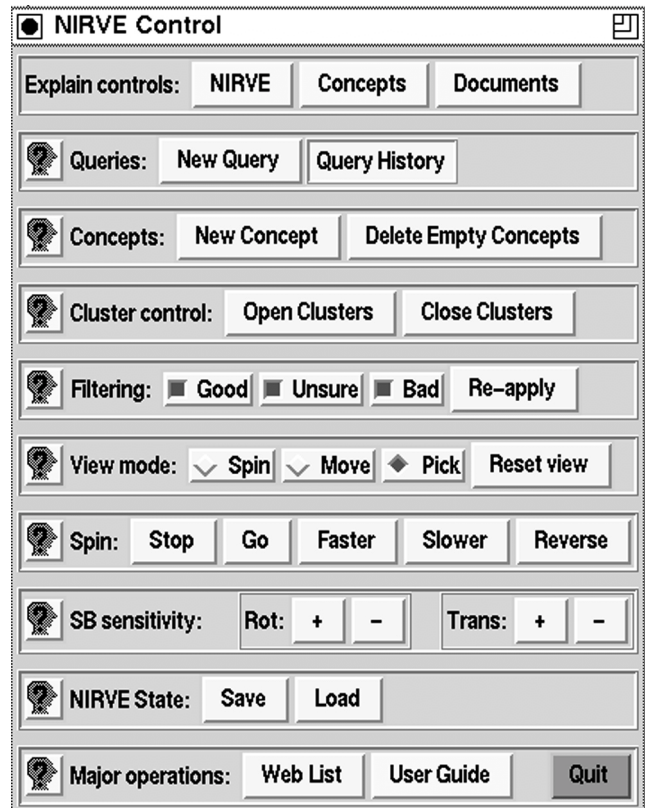 NIRVE Control
Explain controls: NIRVE Concepts Documents
? Queries: New Query Query History
? Concepts: New Concept Delete Empty Concepts
? Cluster control: Open Clusters Close Clusters
? Filtering: Good Unsure Bad Re-apply
? View mode: Spin Move Pick Reset view
? Spin: Stop Go Faster Slower Reverse
? SB sensitivity: Rot: + - Trans: + -
? NIRVE State: Save Load
? Major operations: Web List User Guide Quit